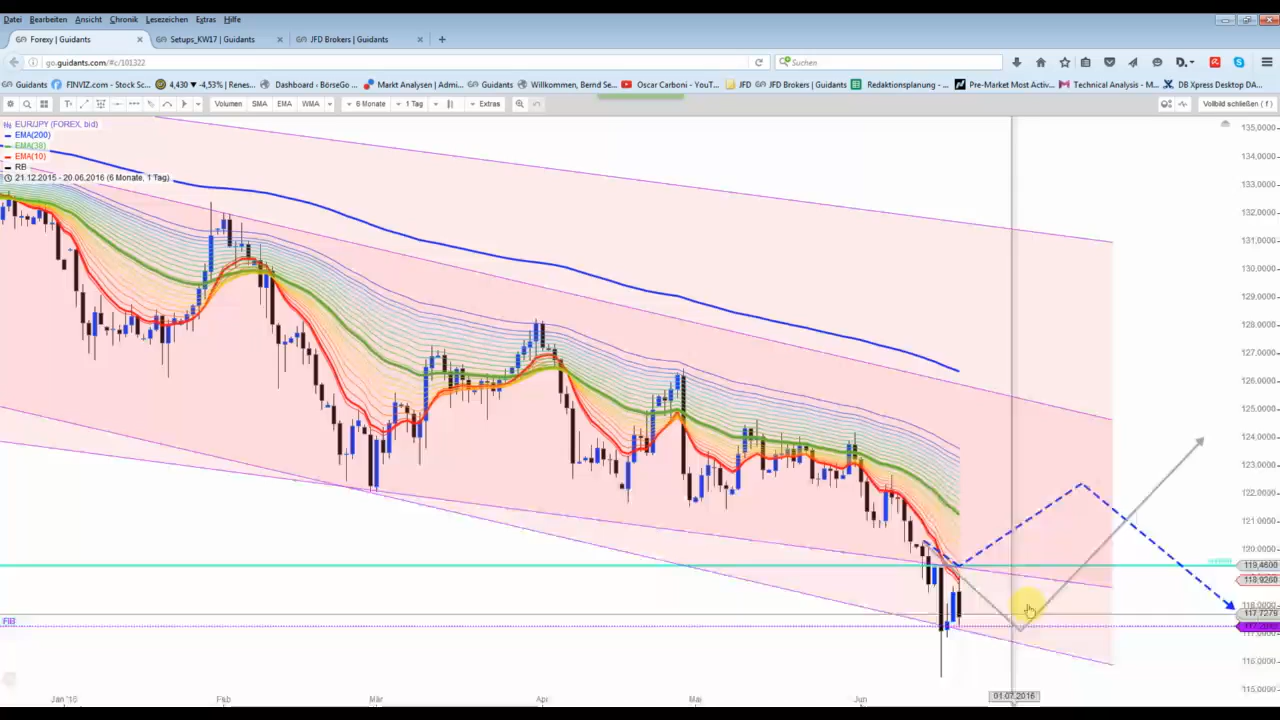 Datei Bearbeiten Ansicht Chronik Lesezeichen Extras Hilfe
Forexy | Guidants × Setups_KW17 | Guidants × JFD Brokers | Guidants × +
go.guidants.com/#c/101322 Suchen
Guidants FINVIZ.com - Stock Sc... 4,430 ▼ -4,53% | Renes... Dashboard ‹ BörseGo ... Markt Analysen | Admi... Guidants Willkommen, Bernd Se... Oscar Carboni - YouT... JFD JFD Brokers | Guidants Redaktionsplanung - ... Pre-Market Most Activ... Technical Analysis - M... DB Xpress Desktop DA...
Volumen SMA EMA WMA 6 Monate 1 Tag Extras Vollbild schließen ( f )
EUR/JPY (FOREX, bid)
EMA(200)
EMA(38)
EMA(10)
RB
21.12.2015 - 20.06.2016 (6 Monate, 1 Tag)
135,0000
134,0000
133,0000
132,0000
131,0000
130,0000
129,0000
128,0000
127,0000
126,0000
125,0000
124,0000
123,0000
122,0000
121,0000
120,0000
119,4600
118,9260
118,0000
117,7279
FIB
116,0000
115,0000
Jan '16 Feb Mär Apr Mai Jun 01.07.2016